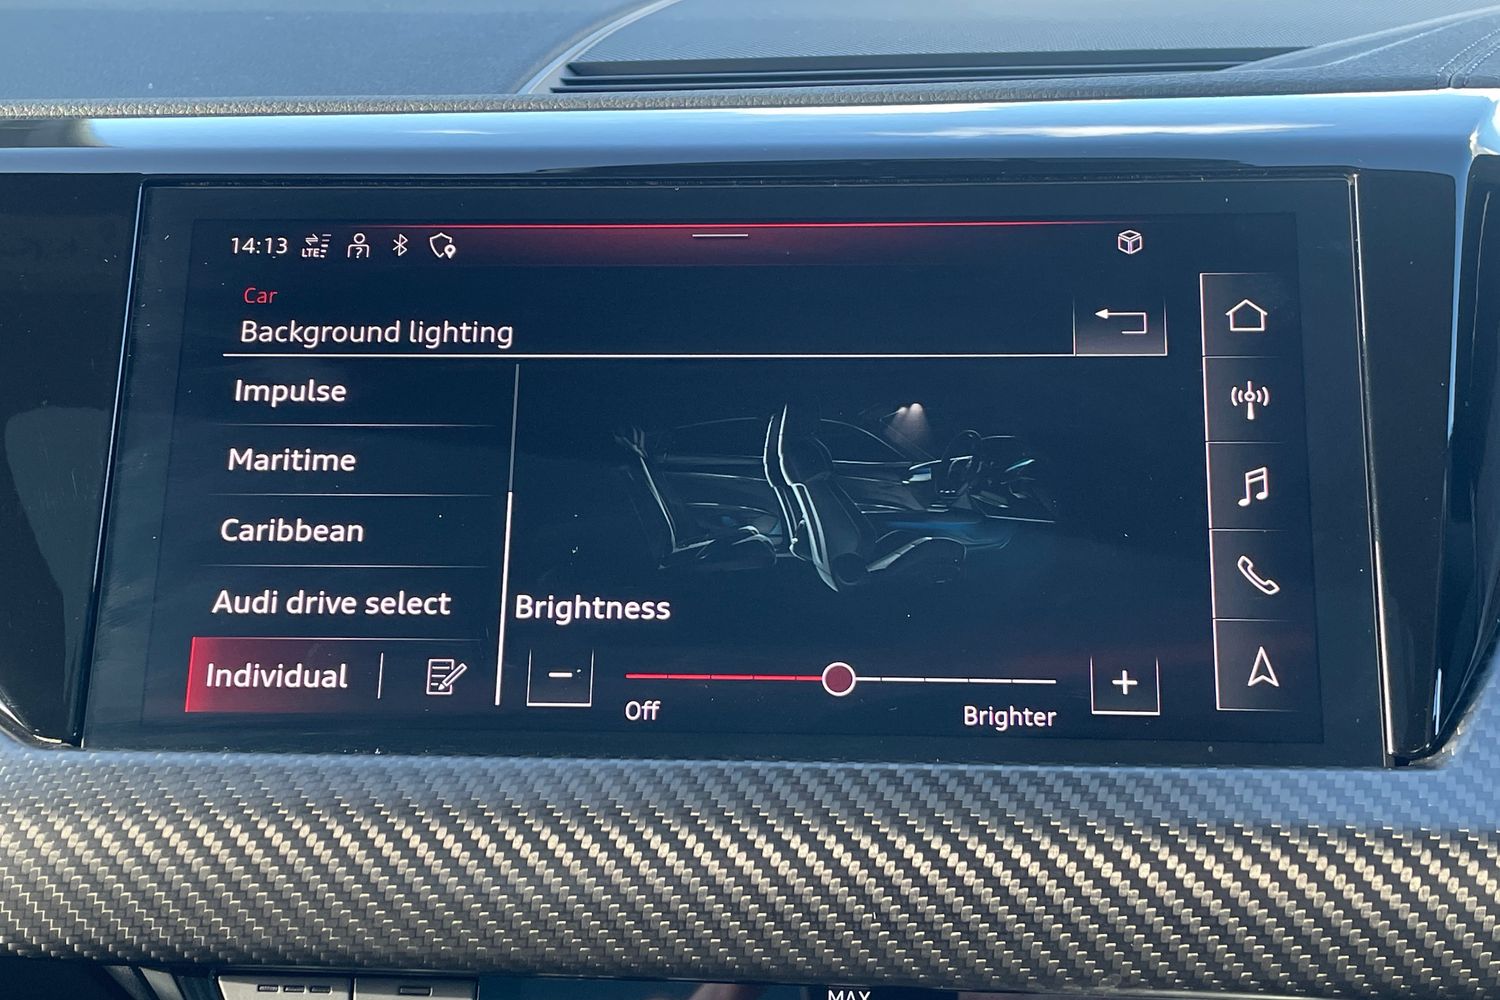 14:13 LTE ?
Car
Background lighting
Impulse
Maritime
Caribbean
Audi drive select
Individual
Brightness
Off
Brighter
MAX